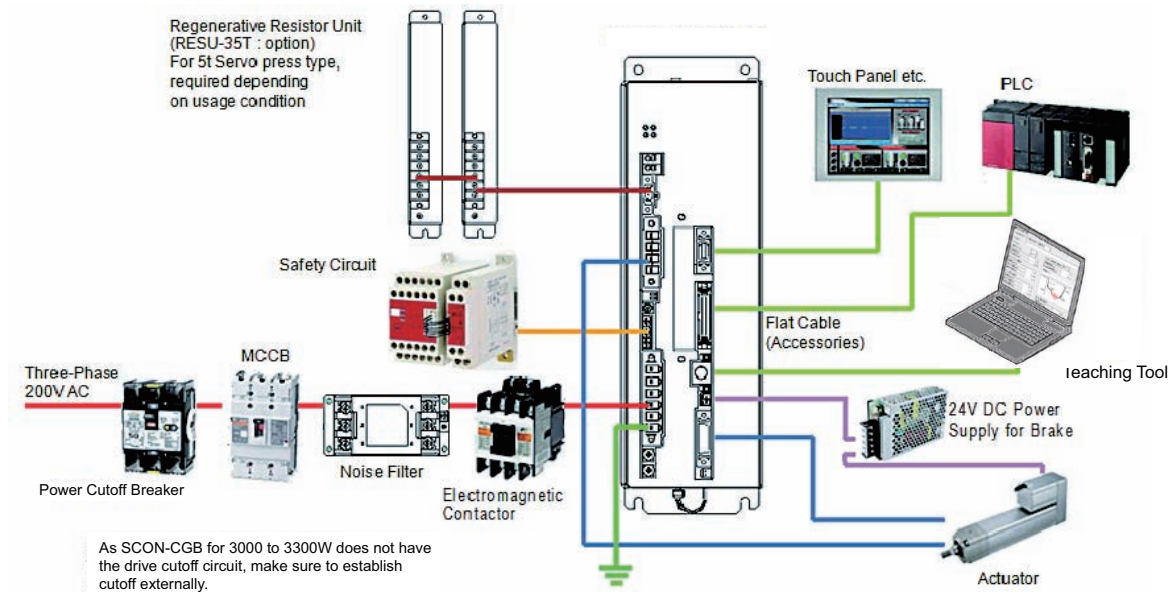 Regenerative Resistor Unit
(RESU-35T : option)
For 5t Servo press type,
required depending
on usage condition
Touch Panel etc.
PLC
Safety Circuit
Flat Cable
(Accessories)
MCCB
Three-Phase
200V AC
reaching Tool
24V DC Power
Supply for Brake
Noise Filter
Power Cutoff Breaker
Electromagnetic
Contactor
As SCON-CGB for 3000 to 3300W does not have
the drive cutoff circuit, make sure to establish
cutoff externally.
Actuator